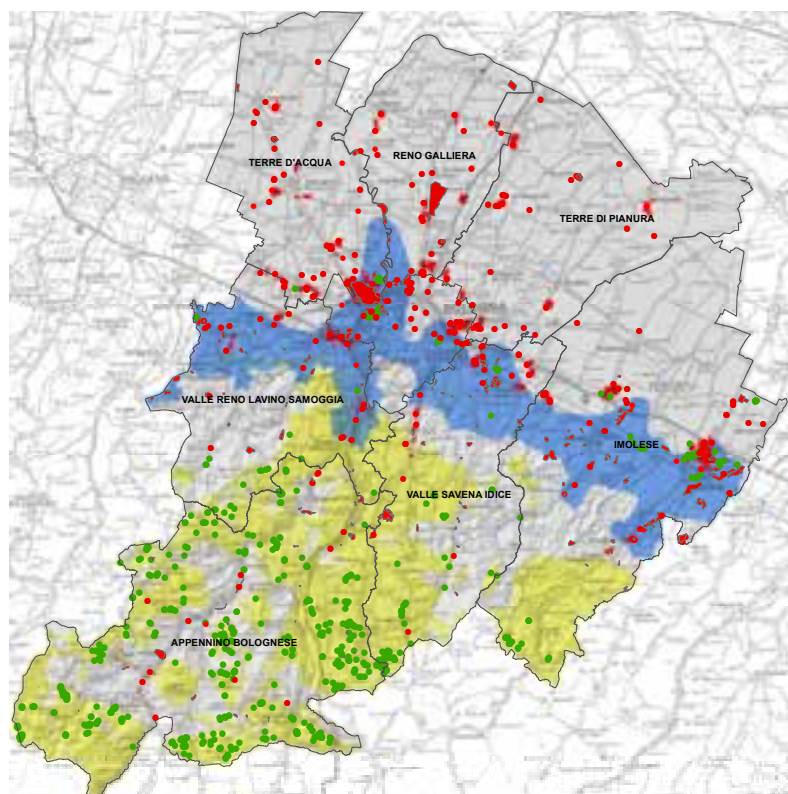 TERRE D'ACQUA
RENO GALLIERA
TERRE DI PIANURA
VALLE RENO LAVINO SAMOGGIA
IMOLESE
VALLE SAVENA IDICE
APPENNINO BOLOGNESE